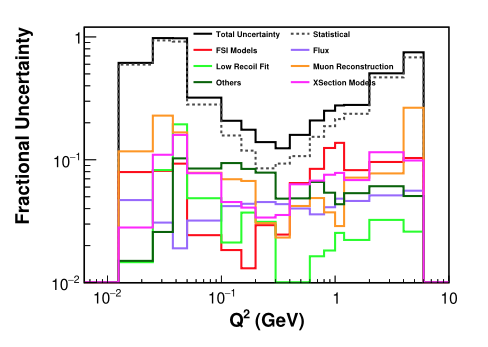 Total Uncertainty
Statistical
FSI Models
Flux
Low Recoil Fit
Muon Reconstruction
Others
XSection Models
Fractional Uncertainty
1
10⁻¹
10⁻²
10⁻² 10⁻¹ 1 10
Q² (GeV)